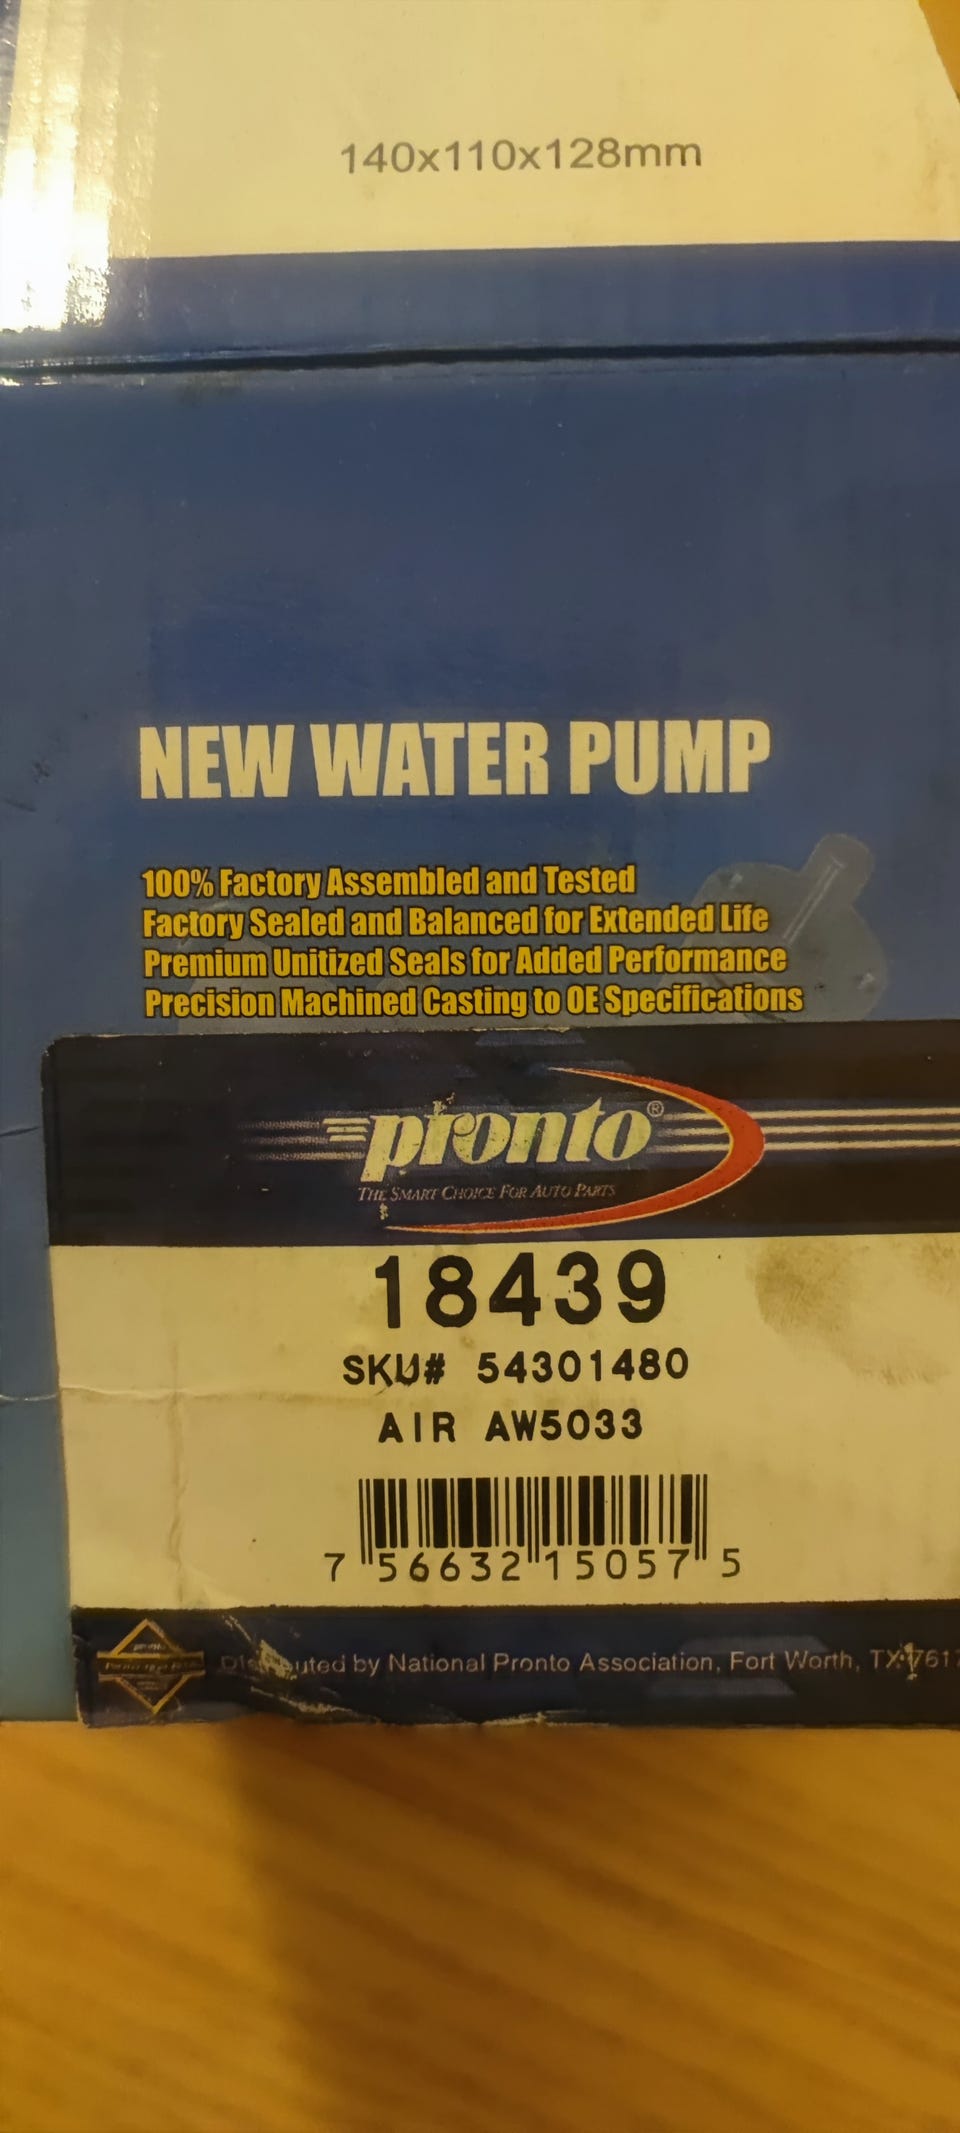 140x110x128mm
NEW WATER PUMP
100% Factory Assembled and Tested
Factory Sealed and Balanced for Extended Life
Premium Unitized Seals for Added Performance
Precision Machined Casting to OE Specifications
pronto®
THE SMART CHOICE FOR AUTO PARTS
18439
SKU# 54301480
AIR AW5033
7 56632 15057 5
by National Pronto Association, Fort Worth, TX